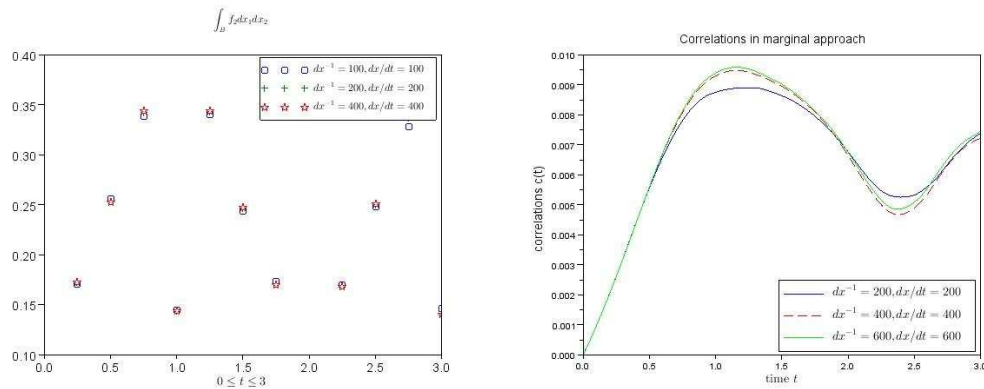 ∫_B f₂dx₁dx₂
0.40
0.35
0.30
0.25
0.20
0.15
0.10
0.0 0.5 1.0 1.5 2.0 2.5 3.0
0 ≤ t ≤ 3
dx⁻¹ = 100, dx/dt = 100
dx⁻¹ = 200, dx/dt = 200
dx⁻¹ = 400, dx/dt = 400
Correlations in marginal approach
correlations c(t)
0.010
0.009
0.008
0.007
0.006
0.005
0.004
0.003
0.002
0.001
0.000
0.0 0.5 1.0 1.5 2.0 2.5 3.0
time t
dx⁻¹ = 200, dx/dt = 200
dx⁻¹ = 400, dx/dt = 400
dx⁻¹ = 600, dx/dt = 600